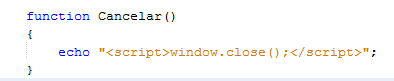 function Cancelar()
{
echo "<script>window.close();</script>";
}